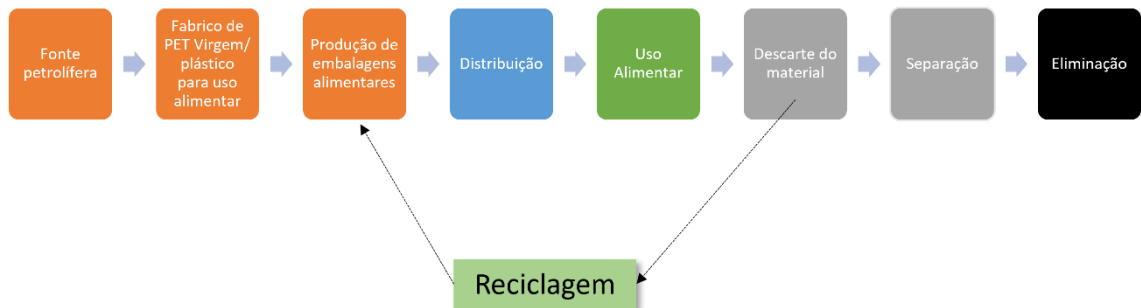 Fonte
petrolífera
Fabrico de
PET Virgem/
plástico
para uso
alimentar
Produção de
embalagens
alimentares
Distribuição
Uso
Alimentar
Descarte do
material
Separação
Eliminação
Reciclagem